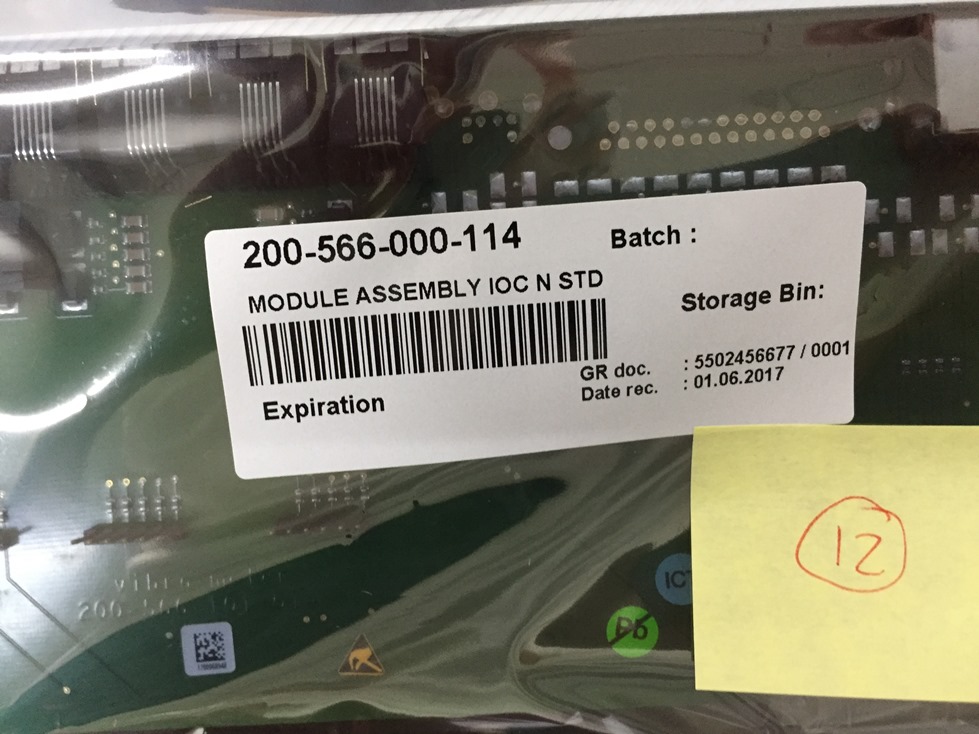 200-566-000-114
Batch :
MODULE ASSEMBLY IOC N STD
Storage Bin:
GR doc. : 5502456677 / 0001
Date rec. : 01.06.2017
Expiration
12
IC
Pb